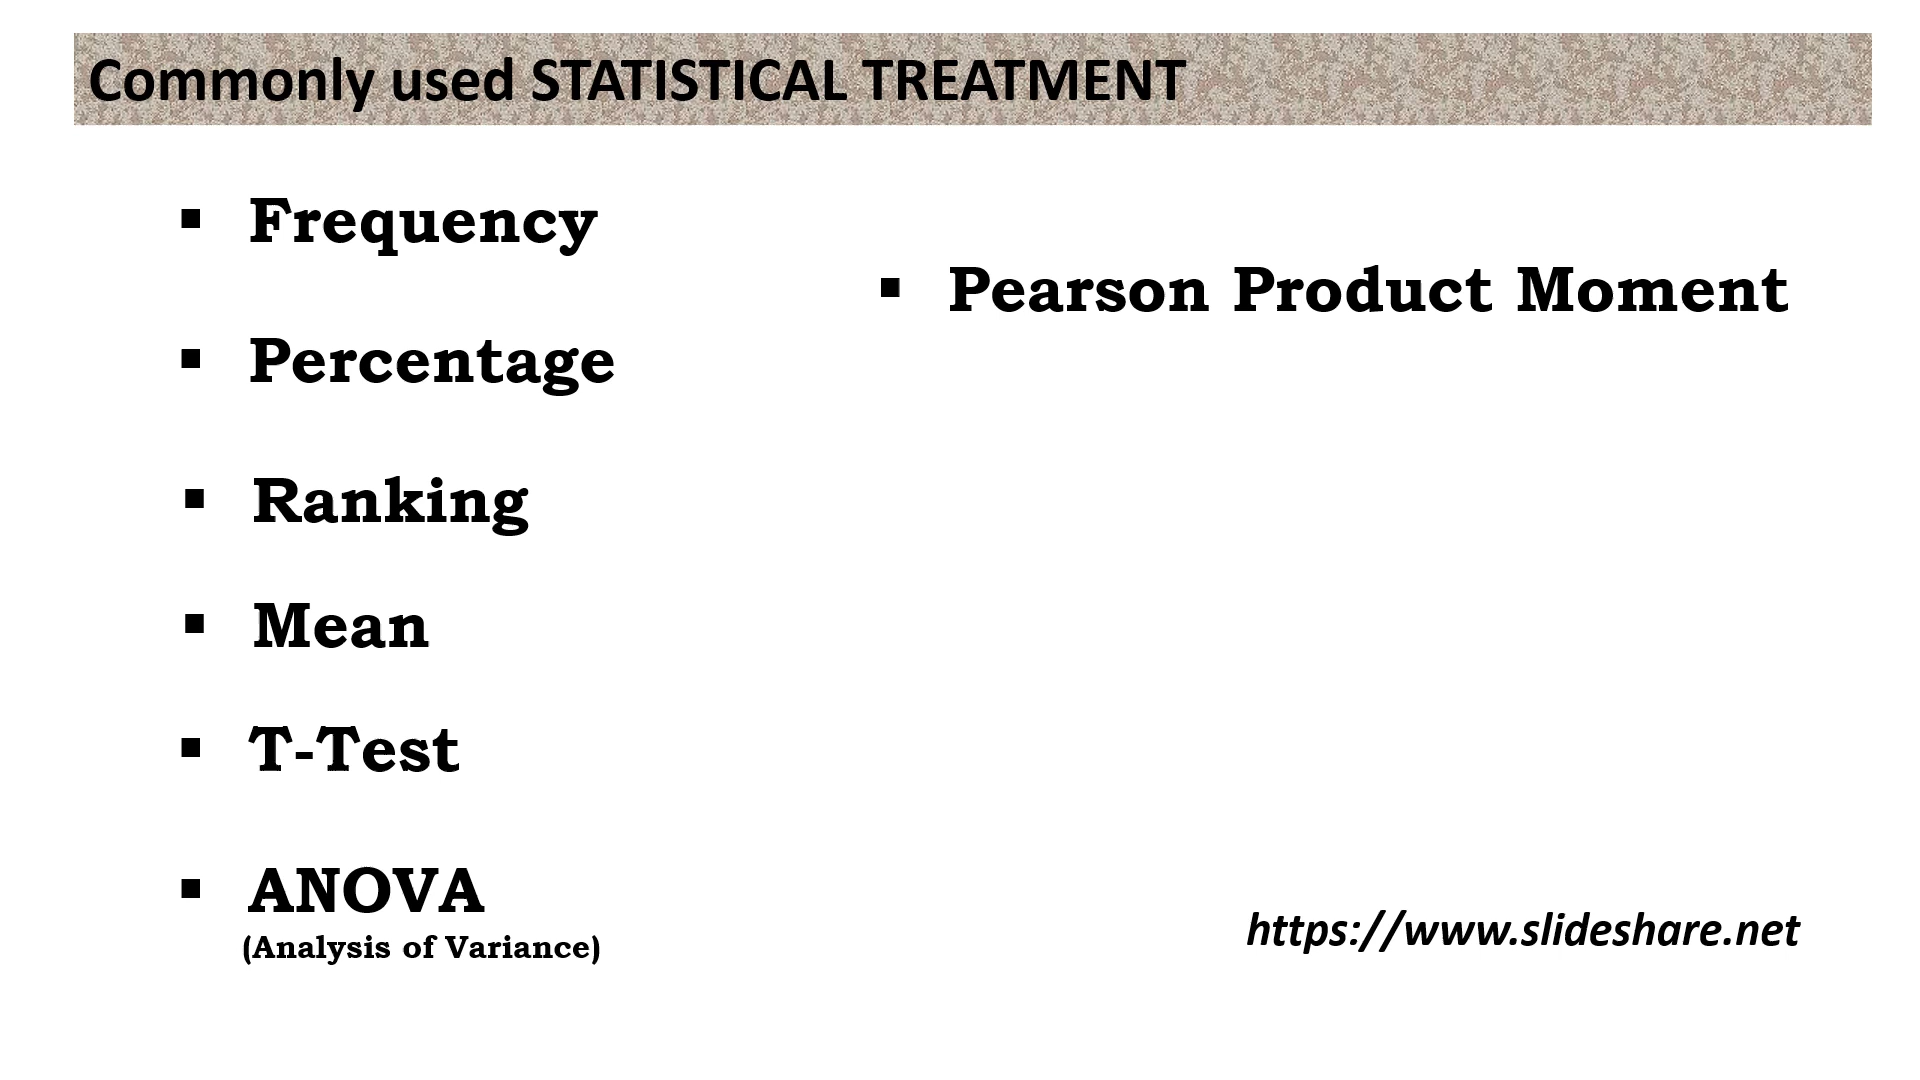 Commonly used STATISTICAL TREATMENT
▪ Frequency
▪ Percentage
▪ Ranking
▪ Mean
▪ T-Test
▪ ANOVA
(Analysis of Variance)
▪ Pearson Product Moment
https://www.slideshare.net